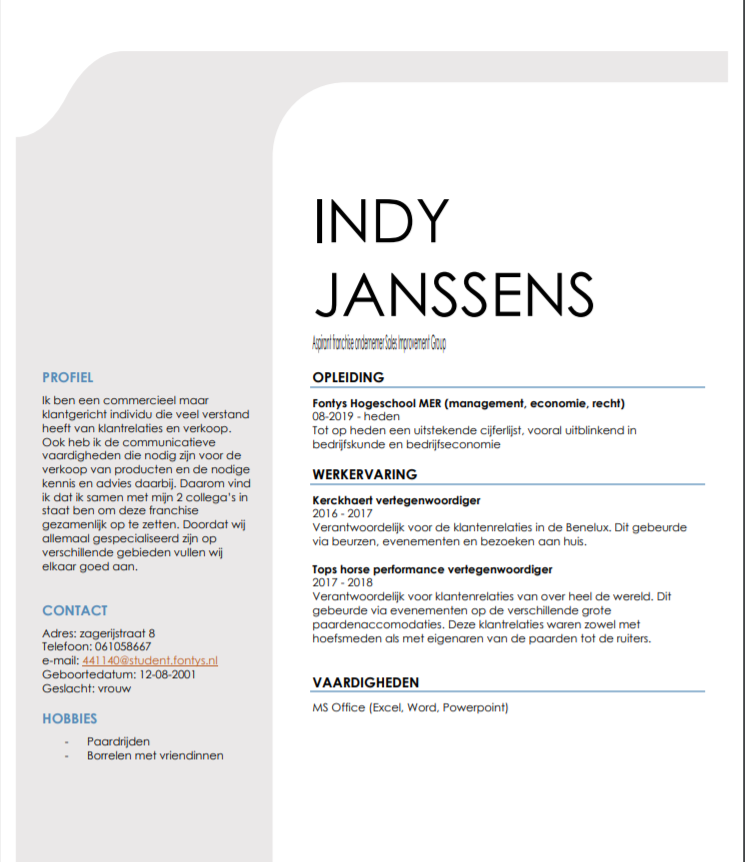 INDY
JANSSENS
Aspirant franchise ondernemer Sales Improvement Group
PROFIEL
Ik ben een commercieel maar
klantgericht individu die veel verstand
heeft van klantrelaties en verkoop.
Ook heb ik de communicatieve
vaardigheden die nodig zijn voor de
verkoop van producten en de nodige
kennis en advies daarbij. Daarom vind
ik dat ik samen met mijn 2 collega's in
staat ben om deze franchise
gezamenlijk op te zetten. Doordat wij
allemaal gespecialiseerd zijn op
verschillende gebieden vullen wij
elkaar goed aan.
CONTACT
Adres: zagerijstraat 8
Telefoon: 061058667
e-mail: 441140@student.fontys.nl
Geboortedatum: 12-08-2001
Geslacht: vrouw
HOBBIES
- Paardrijden
- Borrelen met vriendinnen
OPLEIDING
Fontys Hogeschool MER (management, economie, recht)
08-2019 - heden
Tot op heden een uitstekende cijferlijst, vooral uitblinkend in
bedrijfskunde en bedrijfseconomie
WERKERVARING
Kerckhaert vertegenwoordiger
2016 - 2017
Verantwoordelijk voor de klantenrelaties in de Benelux. Dit gebeurde
via beurzen, evenementen en bezoeken aan huis.
Tops horse performance vertegenwoordiger
2017 - 2018
Verantwoordelijk voor klantenrelaties van over heel de wereld. Dit
gebeurde via evenementen op de verschillende grote
paardenaccomodaties. Deze klantrelaties waren zowel met
hoefsmeden als met eigenaren van de paarden tot de ruiters.
VAARDIGHEDEN
MS Office (Excel, Word, Powerpoint)